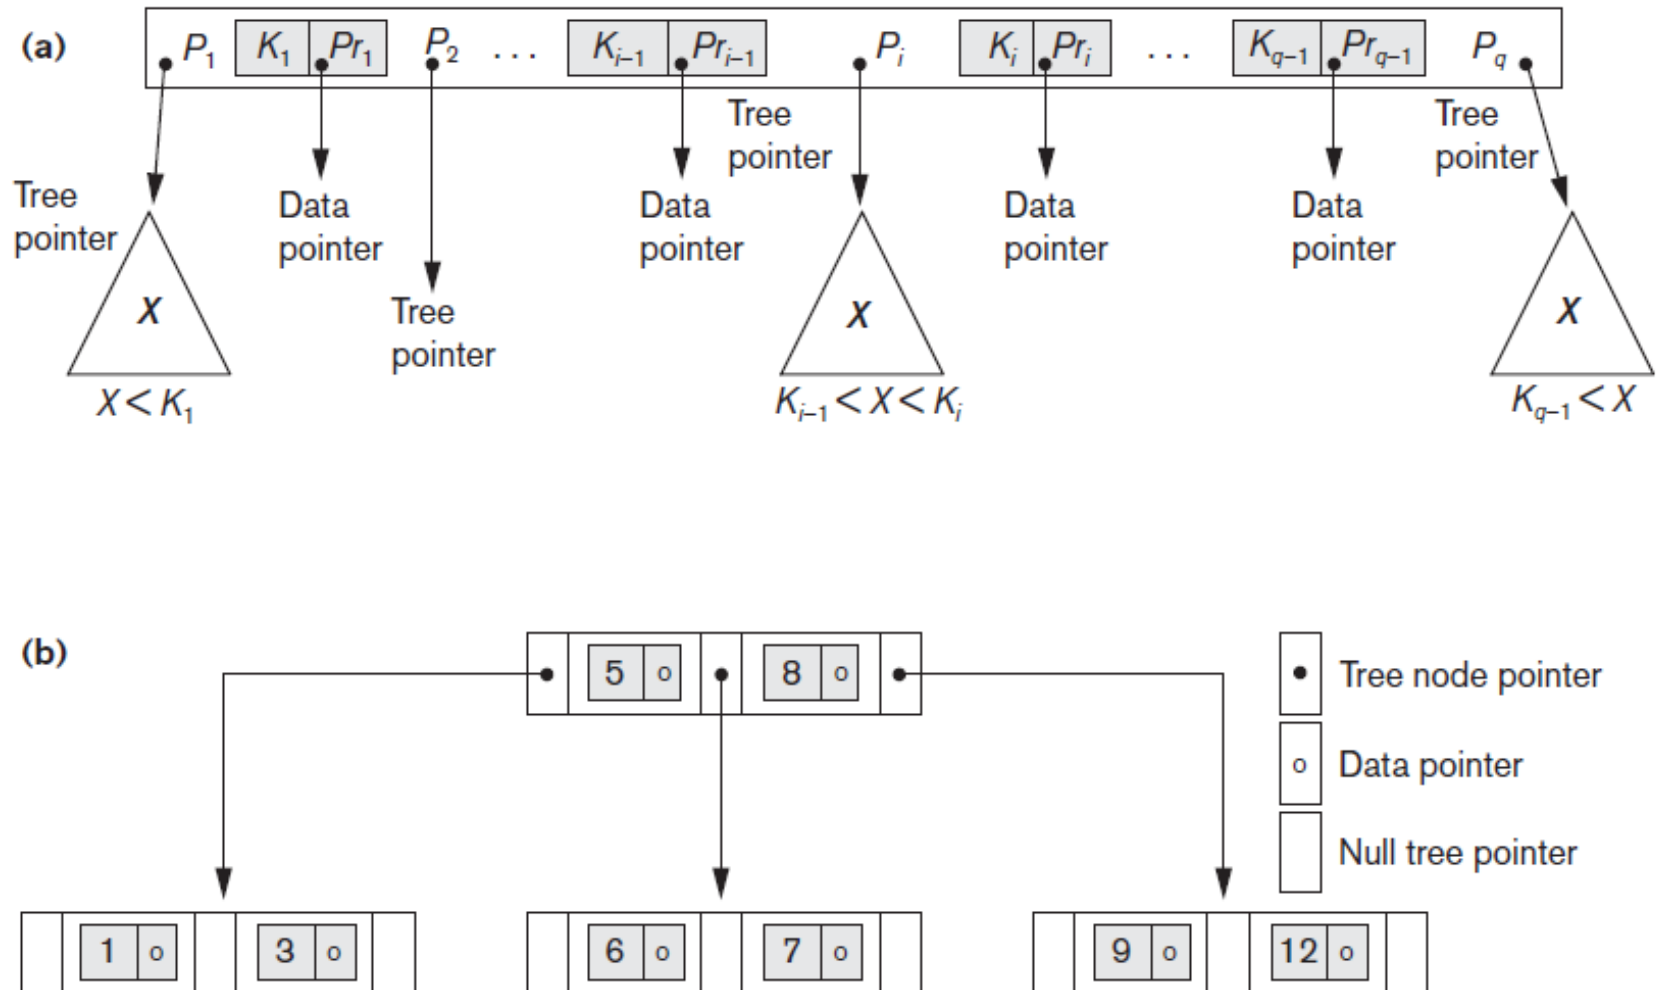 (a) P1 K1 Pr1 P2 ... Ki–1 Pri–1 Pi Ki Pri ... Kq–1 Prq–1 Pq
Tree
pointer
Data
pointer
Tree
pointer
Data
pointer
Tree
pointer
Data
pointer
Data
pointer
Tree
pointer
X
X
X
X < K1
Ki–1 < X < Ki
Kq–1 < X
(b)
5 o 8 o
Tree node pointer
o Data pointer
Null tree pointer
1 o 3 o
6 o 7 o
9 o 12 o